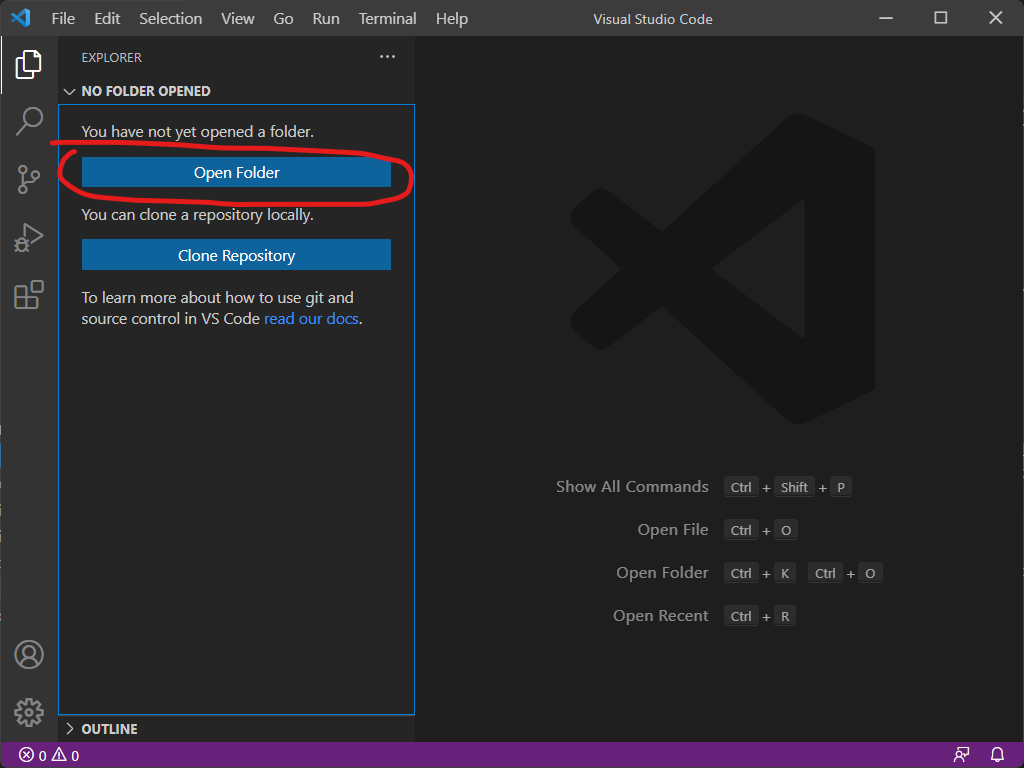 File Edit Selection View Go Run Terminal Help Visual Studio Code
EXPLORER
NO FOLDER OPENED
You have not yet opened a folder.
Open Folder
You can clone a repository locally.
Clone Repository
To learn more about how to use git and
source control in VS Code read our docs.
Show All Commands Ctrl + Shift + P
Open File Ctrl + O
Open Folder Ctrl + K Ctrl + O
Open Recent Ctrl + R
OUTLINE
0 0